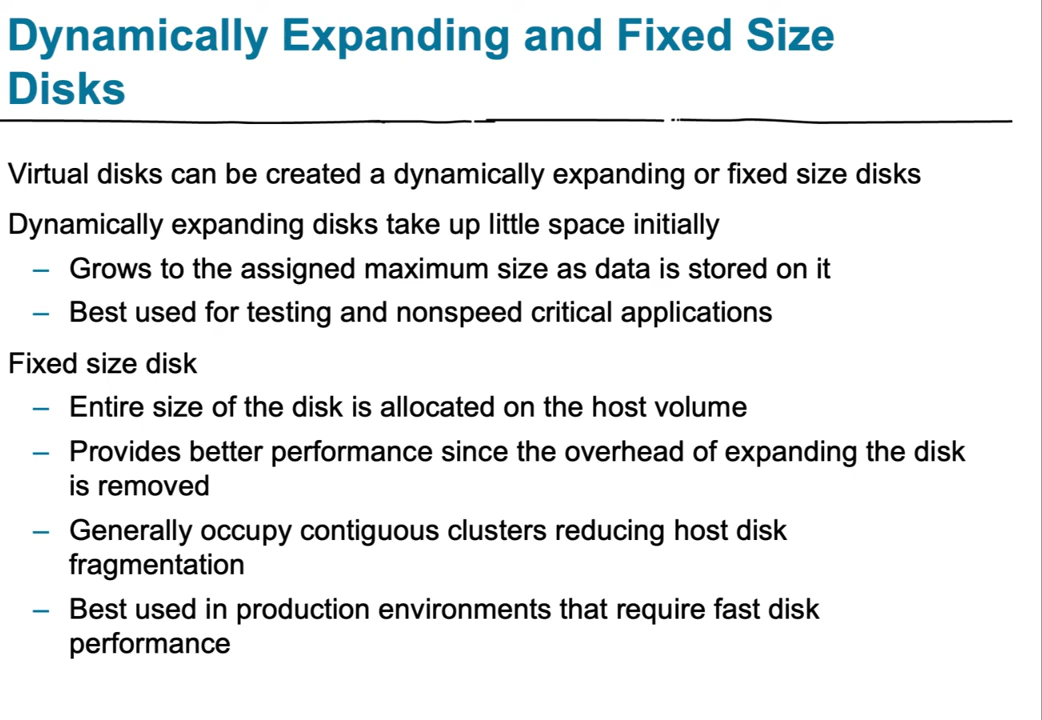 Dynamically Expanding and Fixed Size
Disks
Virtual disks can be created a dynamically expanding or fixed size disks
Dynamically expanding disks take up little space initially
– Grows to the assigned maximum size as data is stored on it
– Best used for testing and nonspeed critical applications
Fixed size disk
– Entire size of the disk is allocated on the host volume
– Provides better performance since the overhead of expanding the disk
is removed
– Generally occupy contiguous clusters reducing host disk
fragmentation
– Best used in production environments that require fast disk
performance